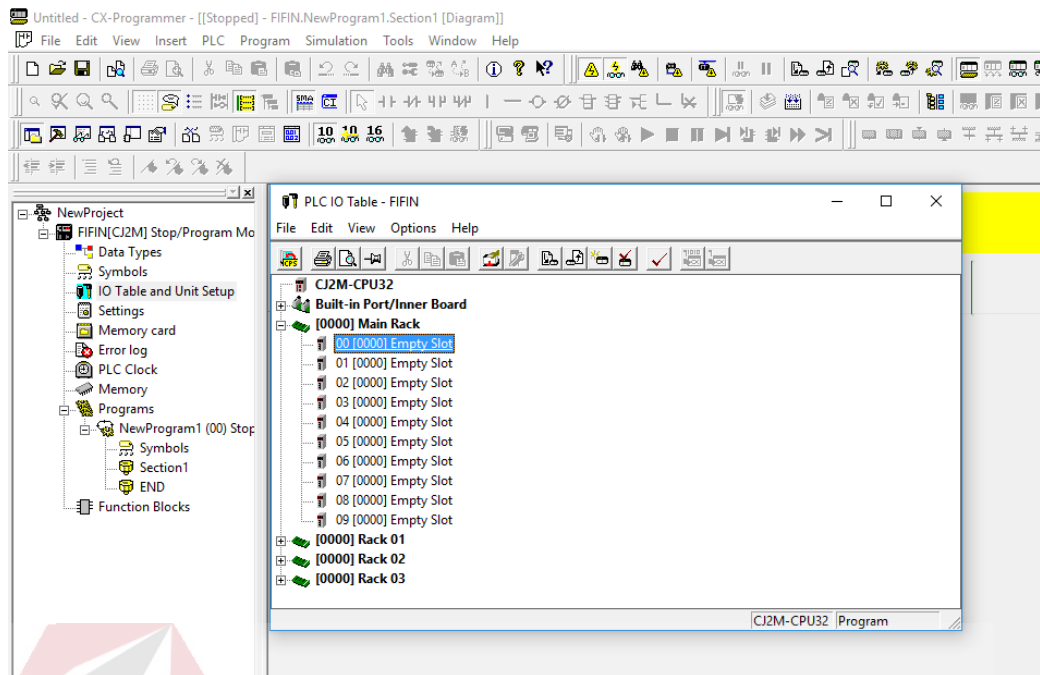 Untitled - CX-Programmer - [[Stopped] - FIFIN.NewProgram1.Section1 [Diagram]]
File Edit View Insert PLC Program Simulation Tools Window Help
SMA
CI
10 10 16
NewProject
FIFIN[CJ2M] Stop/Program Mo
Data Types
Symbols
IO Table and Unit Setup
Settings
Memory card
Error log
PLC Clock
Memory
Programs
NewProgram1 (00) Stop
Symbols
Section1
END
Function Blocks
PLC IO Table - FIFIN
File Edit View Options Help
CJ2M-CPU32
Built-in Port/Inner Board
[0000] Main Rack
00 [0000] Empty Slot
01 [0000] Empty Slot
02 [0000] Empty Slot
03 [0000] Empty Slot
04 [0000] Empty Slot
05 [0000] Empty Slot
06 [0000] Empty Slot
07 [0000] Empty Slot
08 [0000] Empty Slot
09 [0000] Empty Slot
[0000] Rack 01
[0000] Rack 02
[0000] Rack 03
CJ2M-CPU32 Program